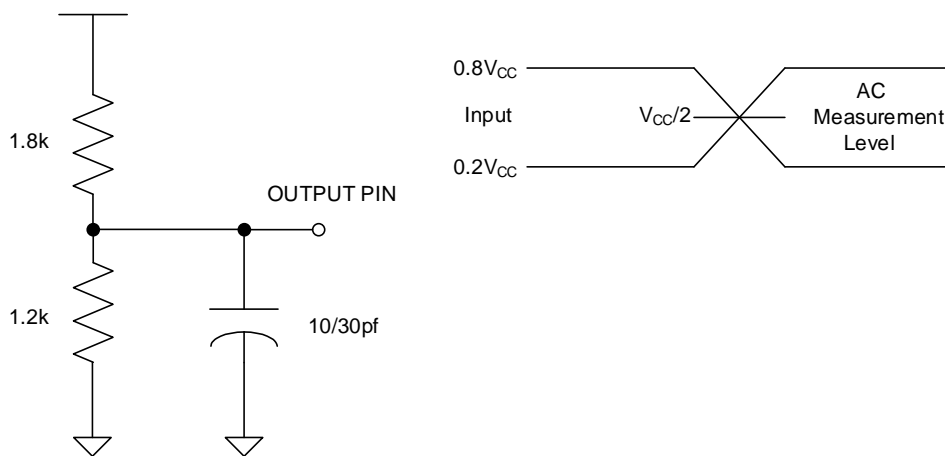 1.8k
OUTPUT PIN
1.2k
10/30pf
0.8VCC
Input
VCC/2
0.2VCC
AC
Measurement
Level